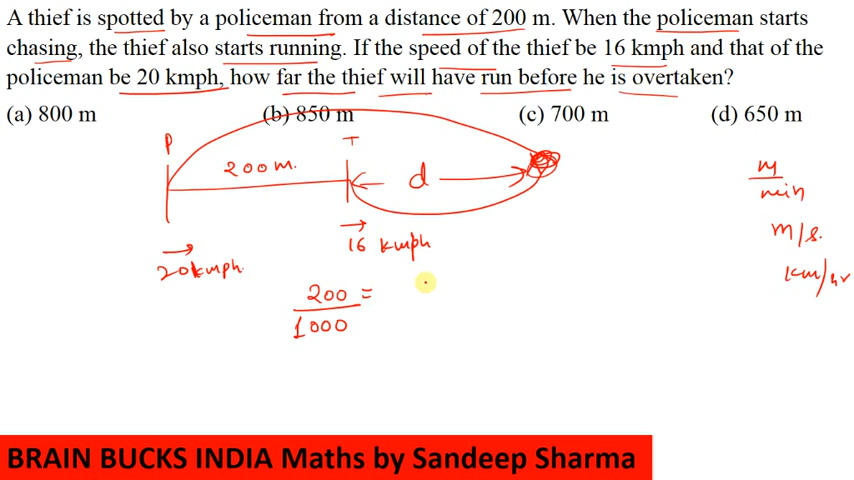 A thief is spotted by a policeman from a distance of 200 m. When the policeman starts
chasing, the thief also starts running. If the speed of the thief be 16 kmph and that of the
policeman be 20 kmph, how far the thief will have run before he is overtaken?
(a) 800 m (b) 850 m (c) 700 m (d) 650 m
P T
200 m.
d
m
min
m/s.
km/hr
16 kmph
20kmph.
200 =
1000
BRAIN BUCKS INDIA Maths by Sandeep Sharma